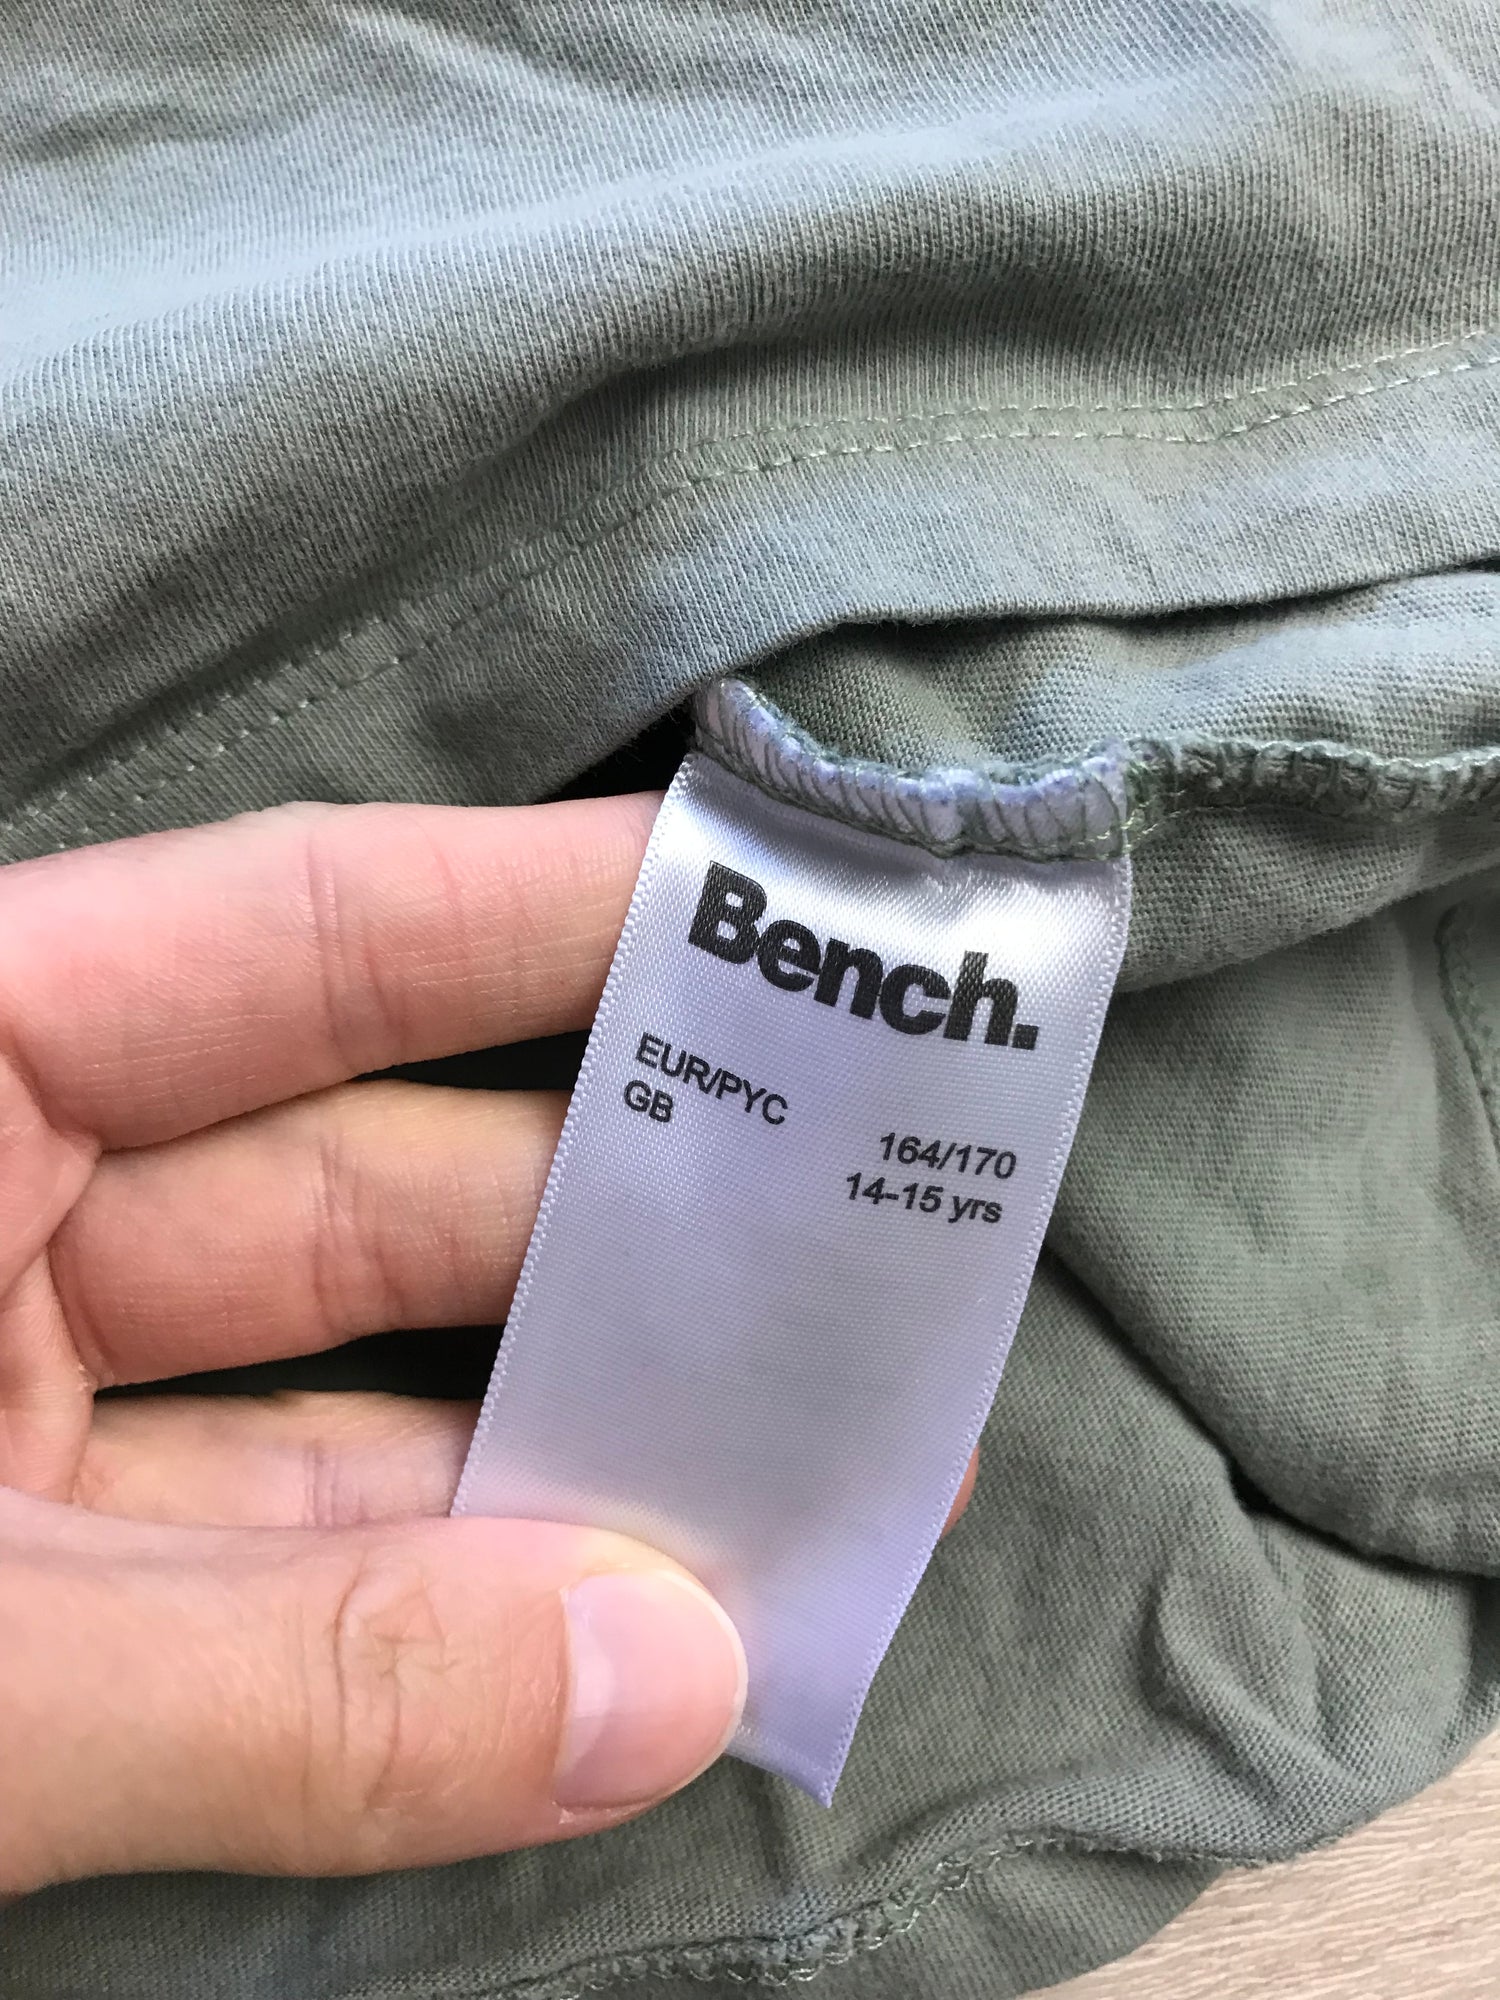 Bench.
EUR/PYC 164/170
GB 14-15 yrs